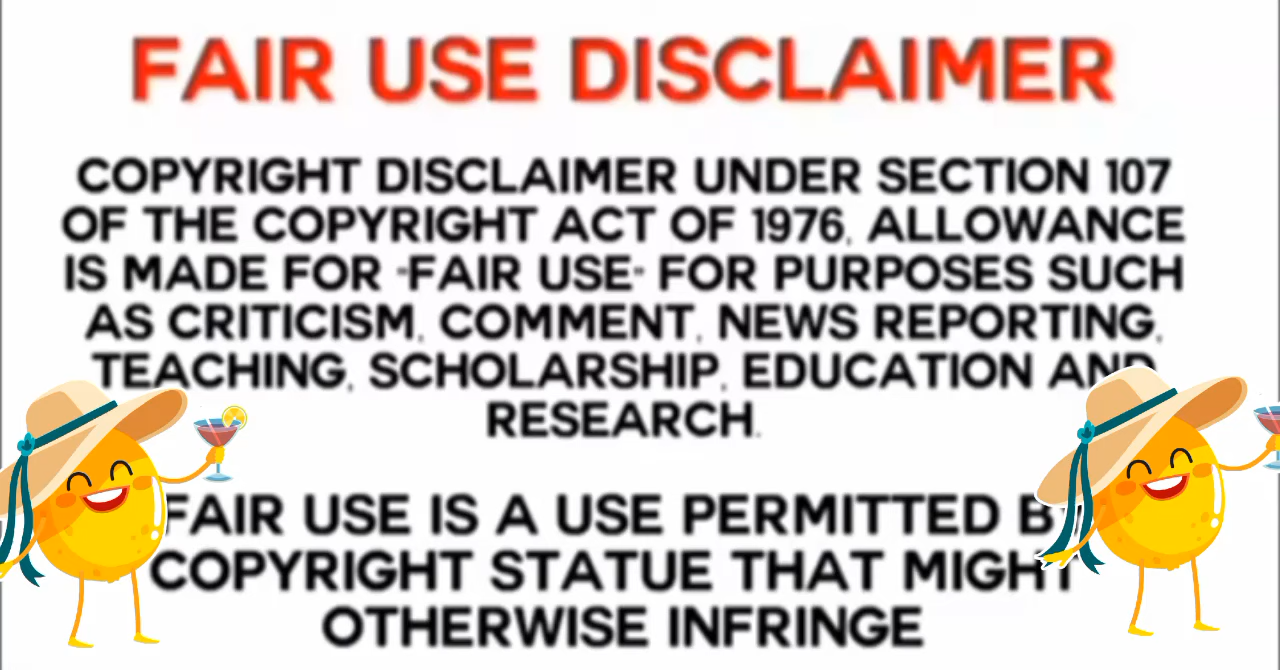 FAIR USE DISCLAIMER
COPYRIGHT DISCLAIMER UNDER SECTION 107
OF THE COPYRIGHT ACT OF 1976, ALLOWANCE
IS MADE FOR "FAIR USE" FOR PURPOSES SUCH
AS CRITICISM, COMMENT, NEWS REPORTING,
TEACHING, SCHOLARSHIP, EDUCATION AND
RESEARCH.
FAIR USE IS A USE PERMITTED BY
COPYRIGHT STATUE THAT MIGHT
OTHERWISE INFRINGE